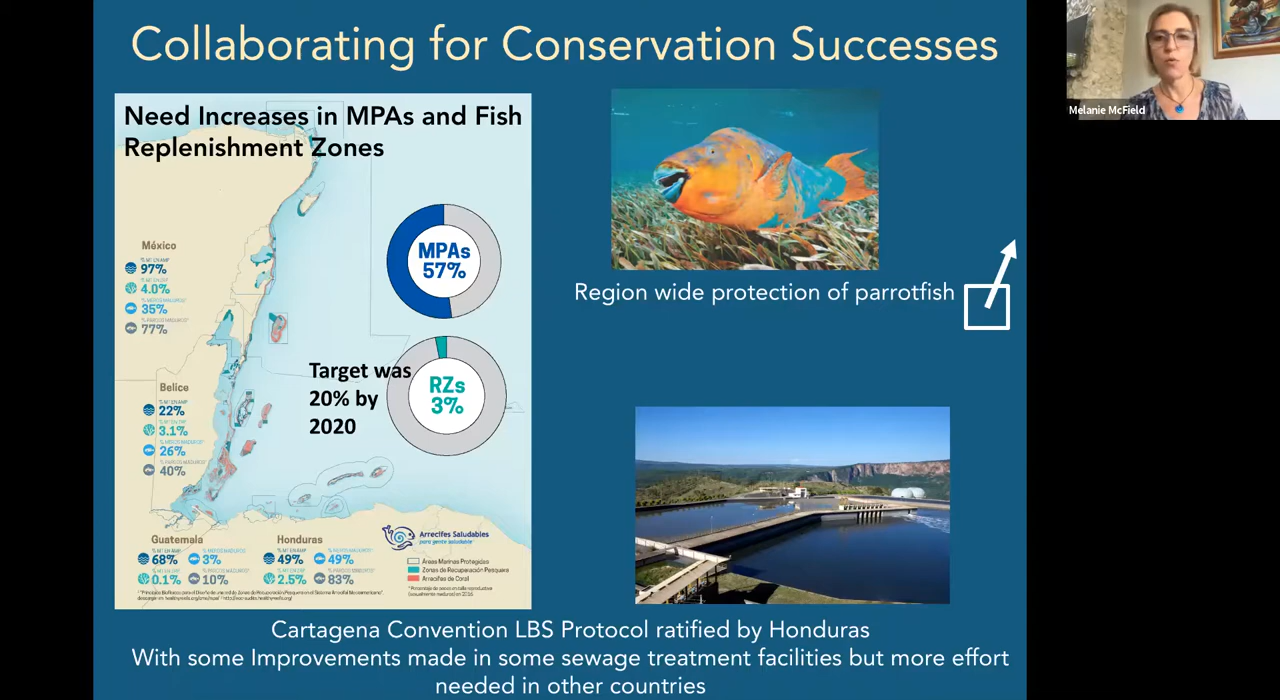 Collaborating for Conservation Successes
Melanie McField
Need Increases in MPAs and Fish
Replenishment Zones
MPAs
57%
Target was
20% by
2020
RZs
3%
México
97%
4.0%
35%
77%
Belice
22%
3.1%
26%
40%
Guatemala
68%
3%
0.1%
10%
Honduras
49%
49%
2.5%
83%
Arrecifes Saludables
para gente saludable
Áreas Marinas Protegidas
Zonas de Recuperación Pesquera
Arrecifes de Coral
Region wide protection of parrotfish
Cartagena Convention LBS Protocol ratified by Honduras
With some Improvements made in some sewage treatment facilities but more effort
needed in other countries